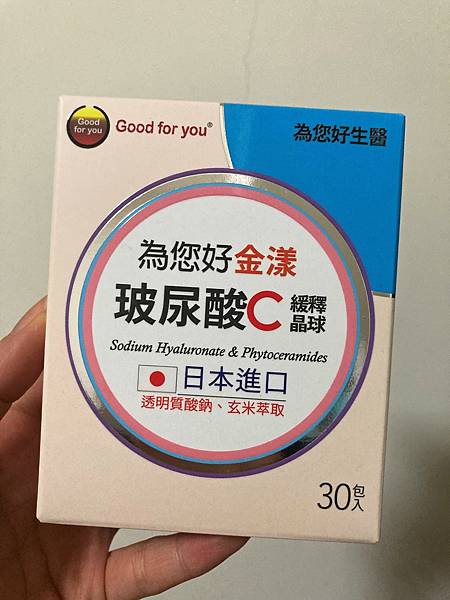 Good
for you
Good for you®
為您好生醫
為您好金漾
玻尿酸C緩釋晶球
Sodium Hyaluronate & Phytoceramides
日本進口
透明質酸鈉、玄米萃取
30包入